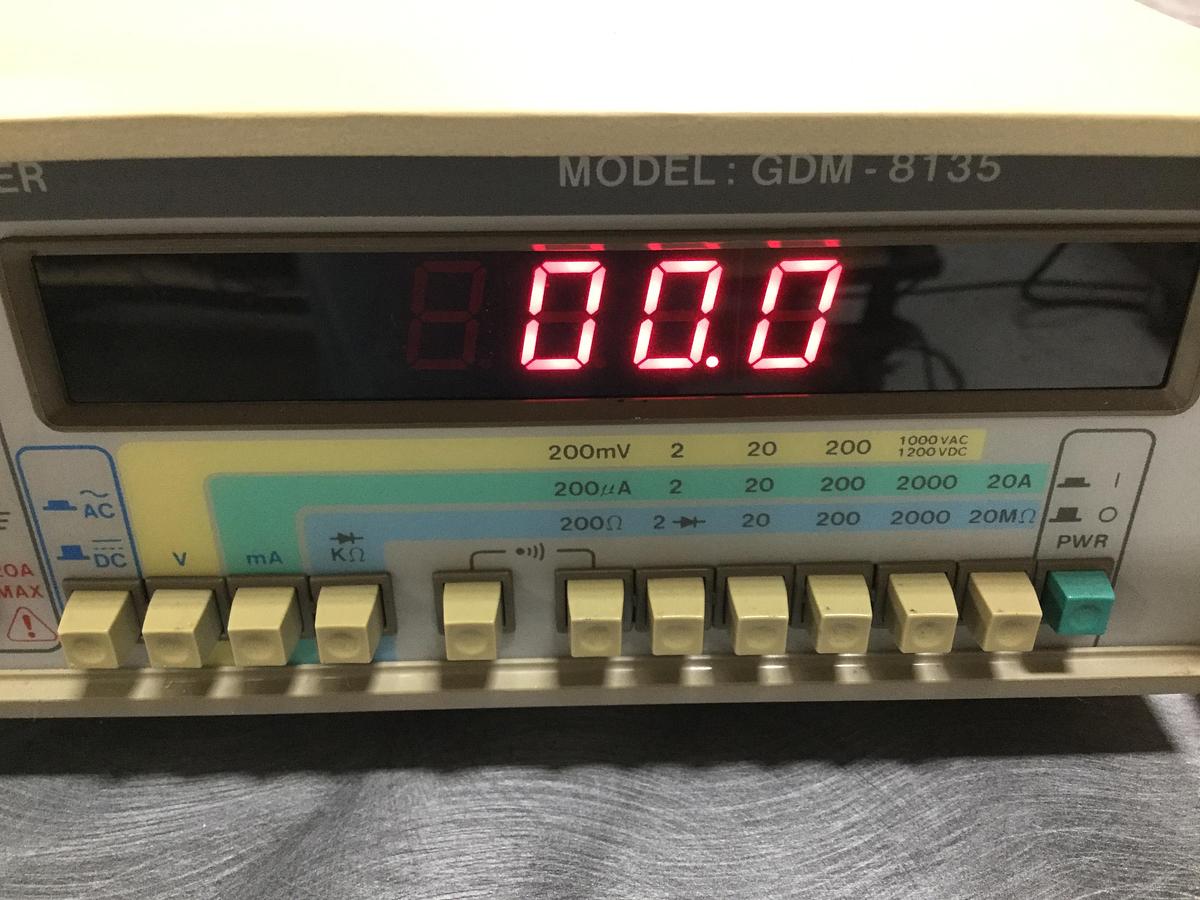 ER MODEL : GDM - 8135
00.0
200mV 2 20 200 1000 VAC
1200 VDC
200μA 2 20 200 2000 20A
200Ω 2 20 200 2000 20MΩ
AC
DC
V
mA
KΩ
I
O
PWR
20A
MAX